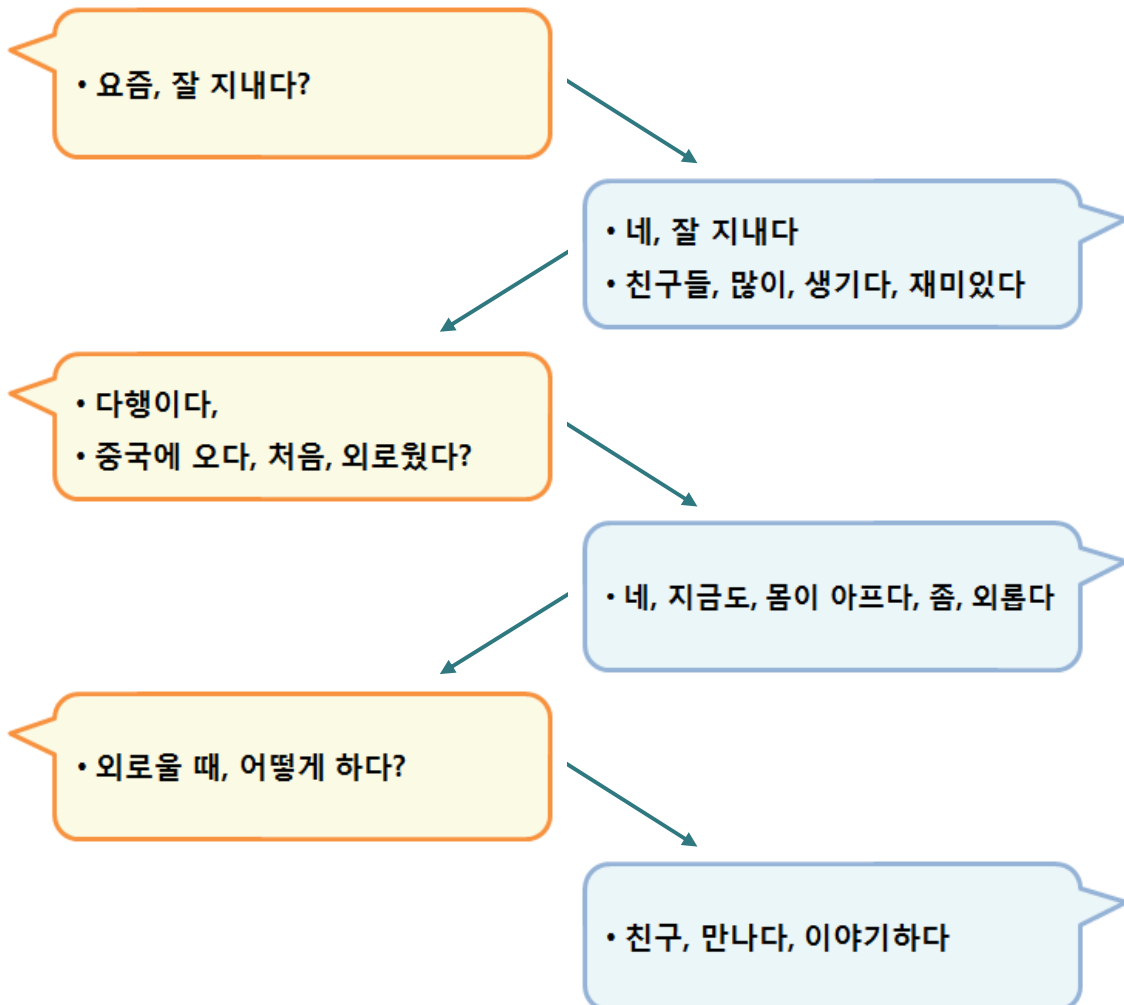 • 요즘, 잘 지내다?
• 네, 잘 지내다
• 친구들, 많이, 생기다, 재미있다
• 다행이다,
• 중국에 오다, 처음, 외로웠다?
• 네, 지금도, 몸이 아프다, 좀, 외롭다
• 외로울 때, 어떻게 하다?
• 친구, 만나다, 이야기하다